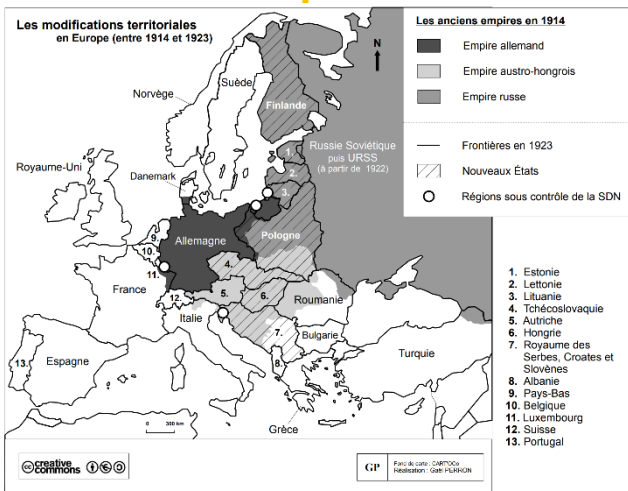 Les modifications territoriales
en Europe (entre 1914 et 1923)
N
Les anciens empires en 1914
Empire allemand
Empire austro-hongrois
Empire russe
Frontières en 1923
Nouveaux États
Régions sous contrôle de la SDN
Norvège
Suède
Finlande
Russie Soviétique
puis URSS
(à partir de 1922)
Royaume-Uni
Danemark
1.
2.
3.
Allemagne
Pologne
9.
10.
11.
4.
France
12.
5.
6.
Roumanie
Italie
7.
Bulgarie
13.
Espagne
8.
Turquie
Grèce
0 300 km
1. Estonie
2. Lettonie
3. Lituanie
4. Tchécoslovaquie
5. Autriche
6. Hongrie
7. Royaume des
Serbes, Croates et
Slovènes
8. Albanie
9. Pays-Bas
10. Belgique
11. Luxembourg
12. Suisse
13. Portugal
creative
commons
GP
Fond de carte : CART'OCo
Réalisation : Gaël PERRON